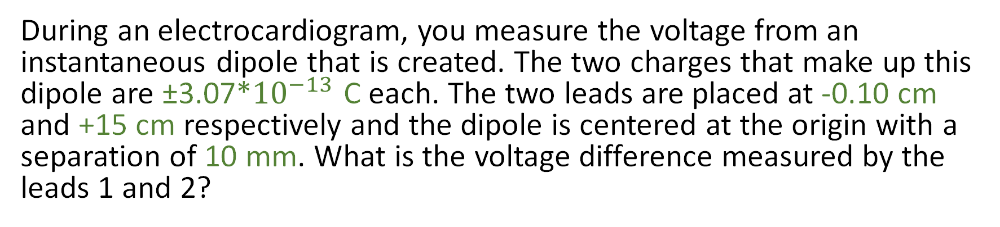 During an electrocardiogram, you measure the voltage from an
instantaneous dipole that is created. The two charges that make up this
dipole are ±3.07*10⁻¹³ C each. The two leads are placed at -0.10 cm
and +15 cm respectively and the dipole is centered at the origin with a
separation of 10 mm. What is the voltage difference measured by the
leads 1 and 2?